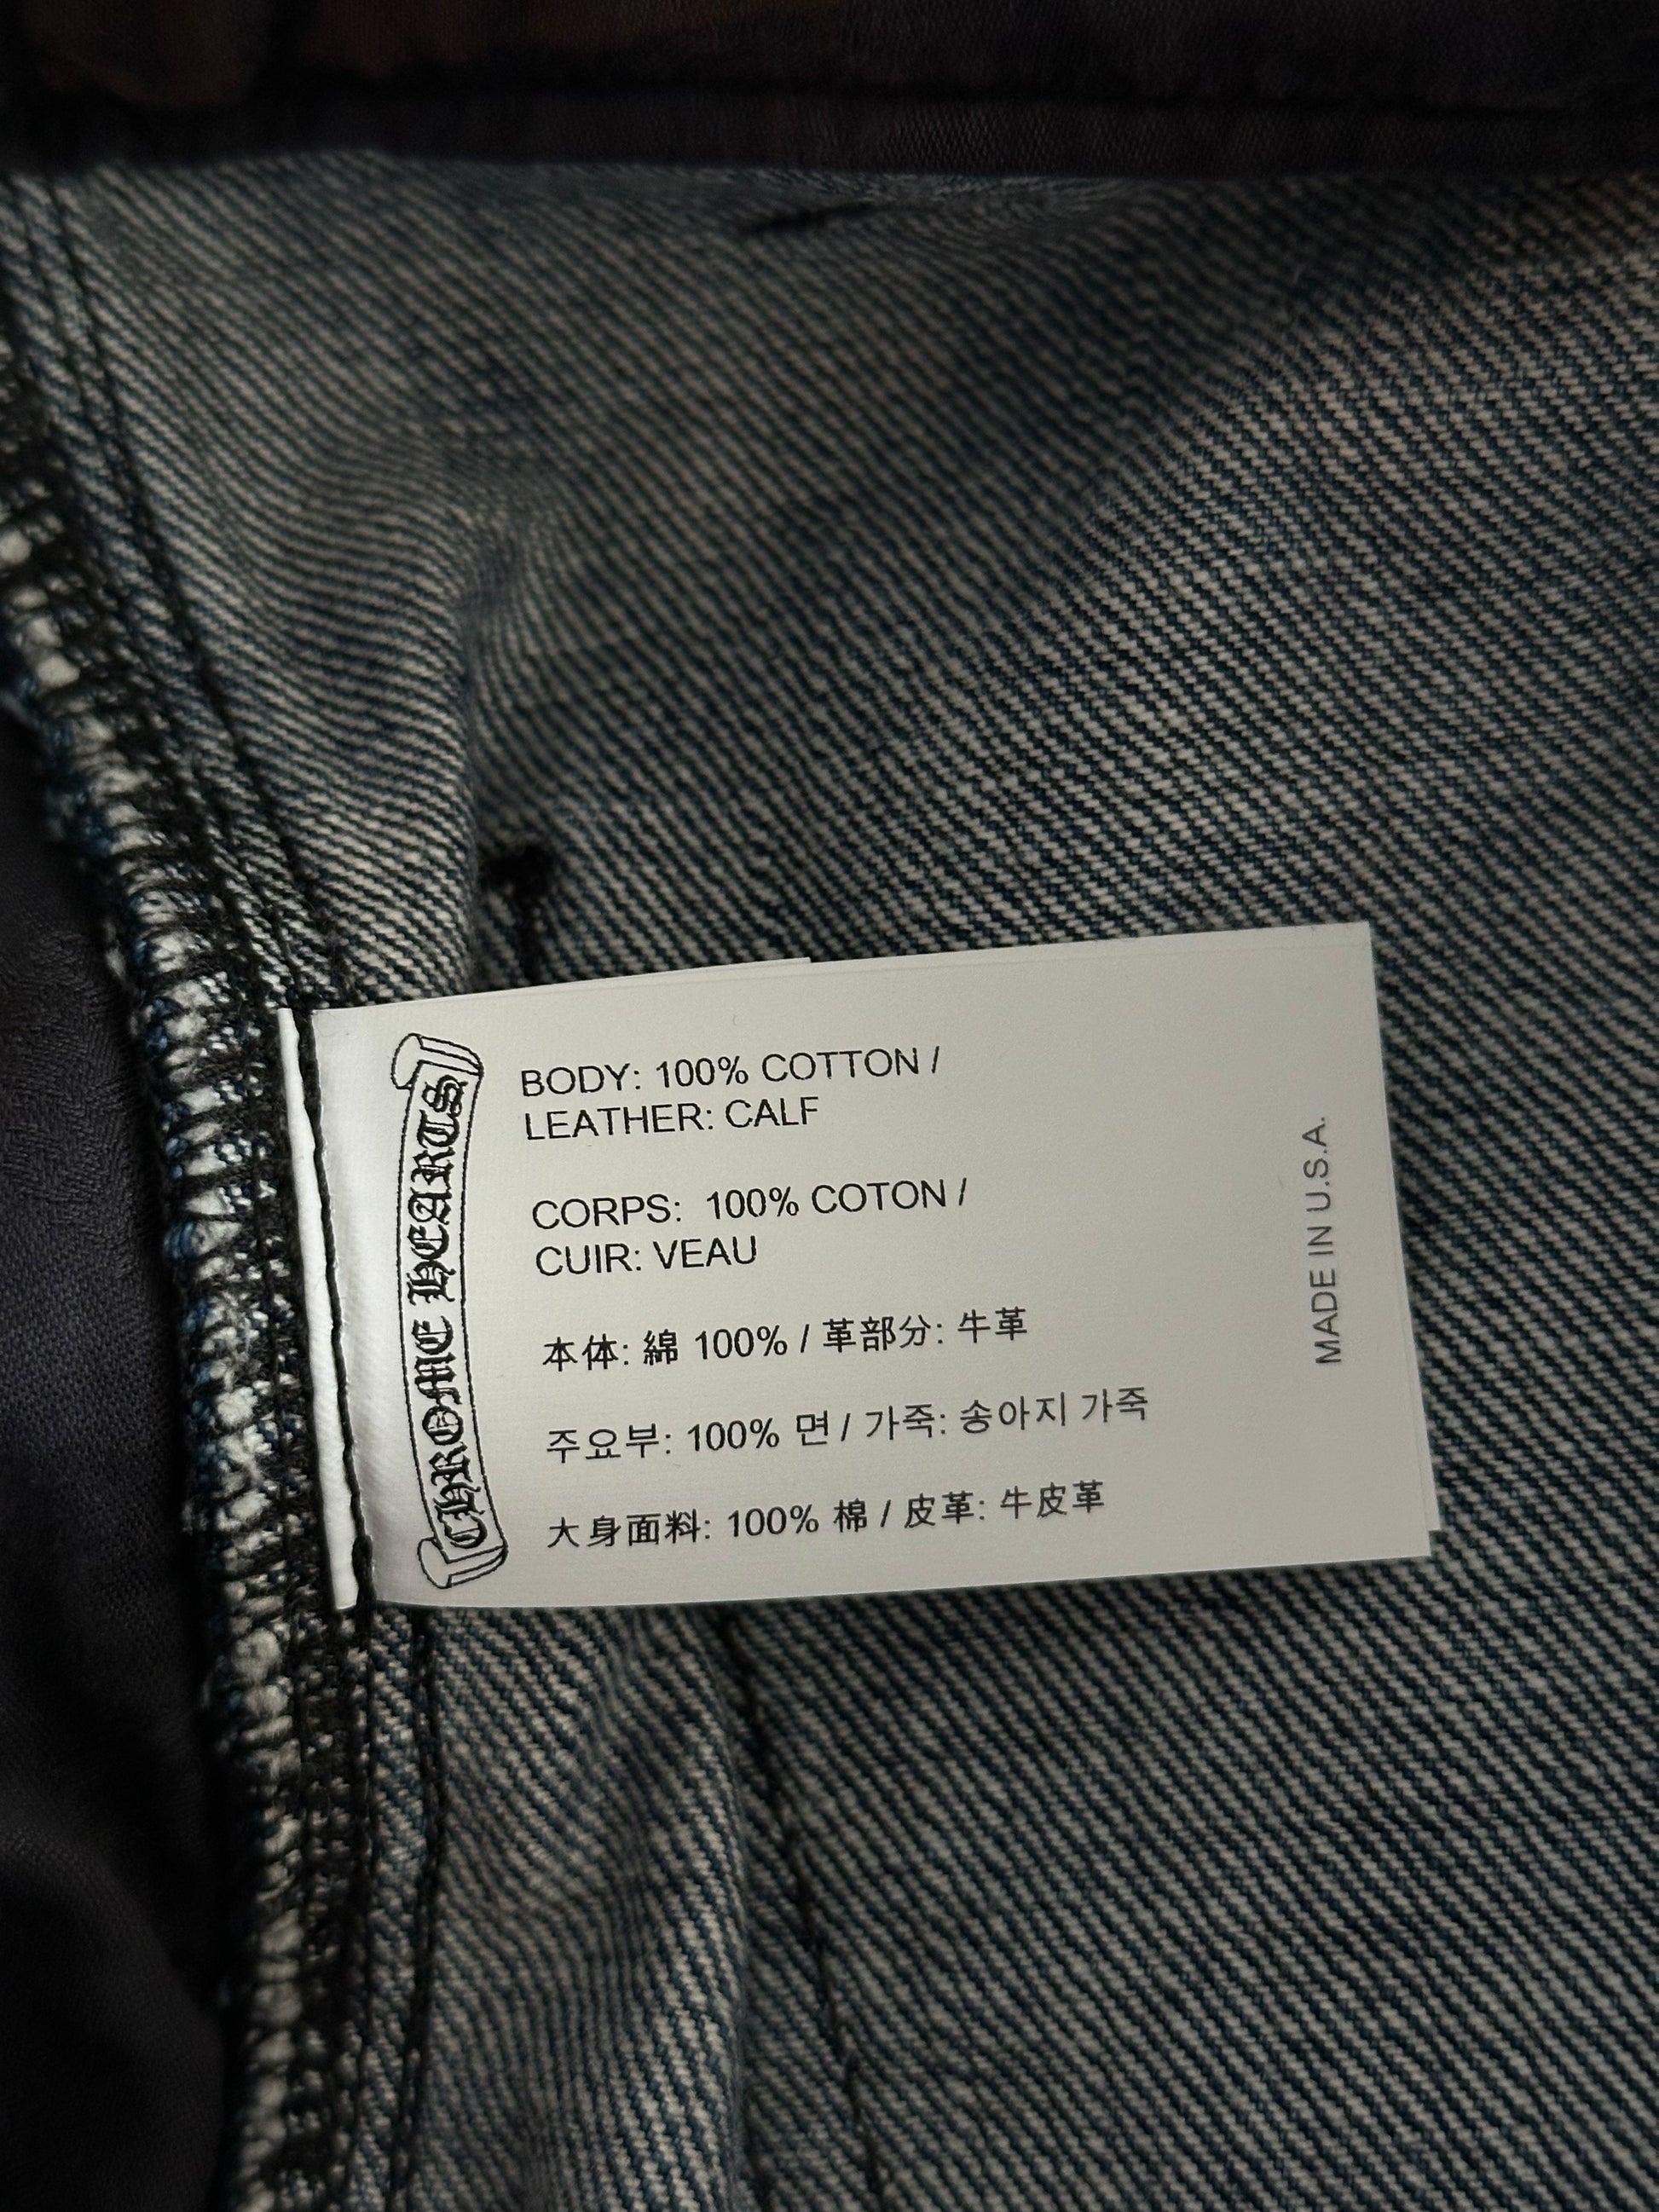 CHROME HEARTS
BODY: 100% COTTON /
LEATHER: CALF
CORPS: 100% COTON /
CUIR: VEAU
本体: 綿 100% / 革部分: 牛革
주요부: 100% 면 / 가죽: 송아지 가죽
大身面料: 100% 棉 / 皮革: 牛皮革
MADE IN U.S.A.